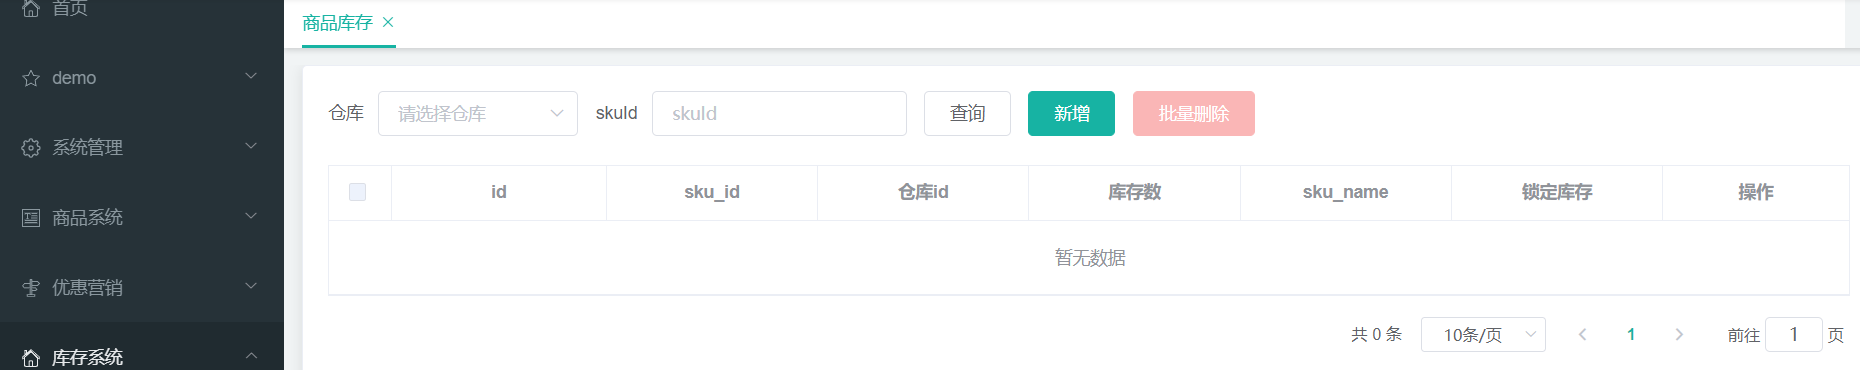 首页
demo
系统管理
商品系统
优惠营销
库存系统
商品库存
仓库 请选择仓库 skuId skuId 查询 新增 批量删除
id sku_id 仓库id 库存数 sku_name 锁定库存 操作
暂无数据
共 0 条 10条/页 1 前往 1 页